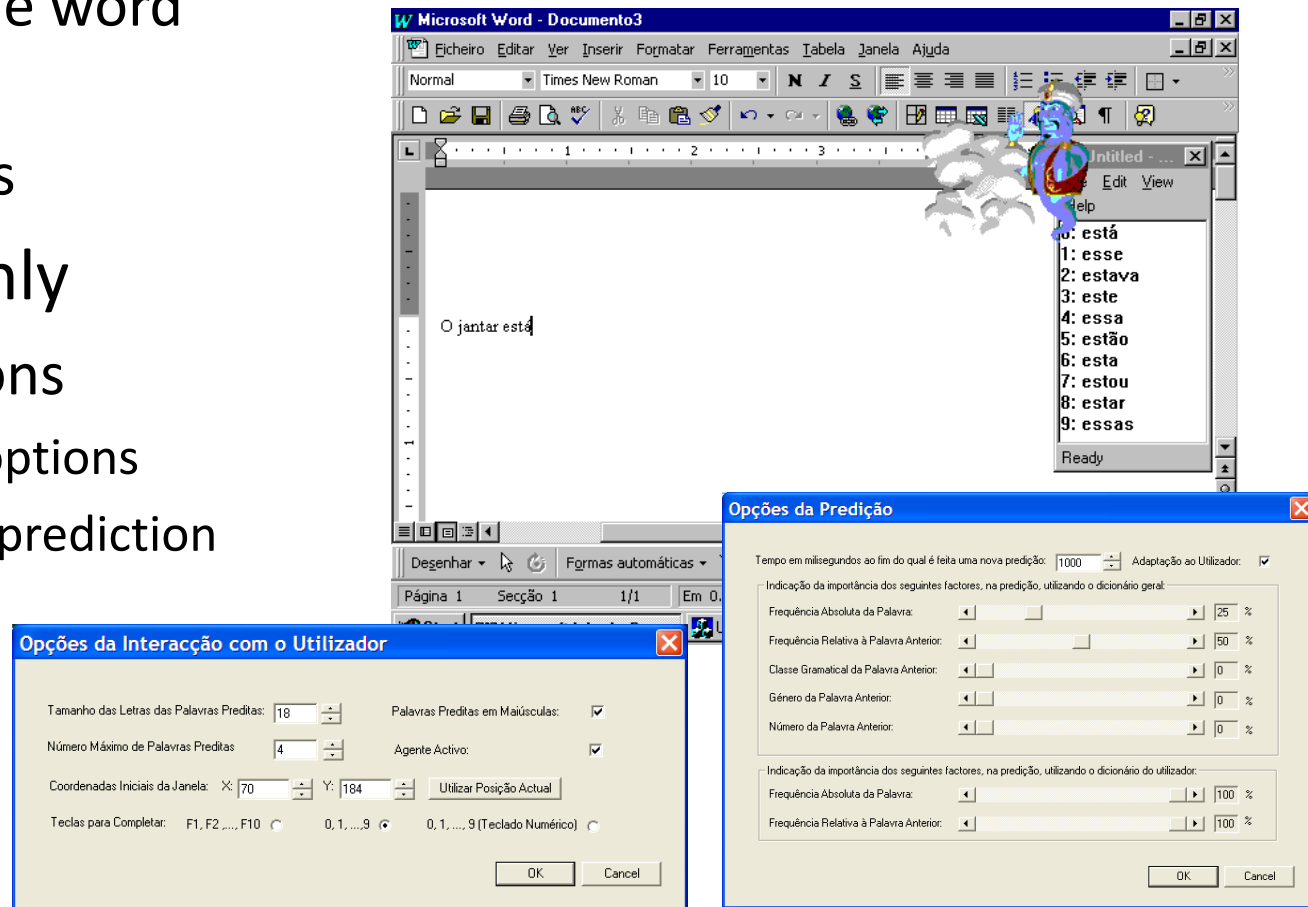 e word
s
nly
ons
options
prediction
Microsoft Word - Documento3
Ficheiro Editar Ver Inserir Formatar Ferramentas Tabela Janela Ajuda
Normal Times New Roman 10 N I S
1 2 3
Untitled - ...
Edit View
Help
0: está
1: esse
2: estava
3: este
4: essa
5: estão
6: esta
7: estou
8: estar
9: essas
Ready
O jantar está
Desenhar Formas automáticas
Página 1 Secção 1 1/1 Em 0.
Opções da Interacção com o Utilizador
Tamanho das Letras das Palavras Preditas: 18 Palavras Preditas em Maiúsculas:
Número Máximo de Palavras Preditas 4 Agente Activo:
Coordenadas Iniciais da Janela: X: 70 Y: 184 Utilizar Posição Actual
Teclas para Completar: F1, F2 ,..., F10 0, 1, ...,9 0, 1, ..., 9 (Teclado Numérico)
OK Cancel
Opções da Predição
Tempo em milisegundos ao fim do qual é feita uma nova predição: 1000 Adaptação ao Utilizador:
Indicação da importância dos seguintes factores, na predição, utilizando o dicionário geral:
Frequência Absoluta da Palavra: 25 %
Frequência Relativa à Palavra Anterior: 50 %
Classe Gramatical da Palavra Anterior: 0 %
Género da Palavra Anterior: 0 %
Número da Palavra Anterior: 0 %
Indicação da importância dos seguintes factores, na predição, utilizando o dicionário do utilizador:
Frequência Absoluta da Palavra: 100 %
Frequência Relativa à Palavra Anterior: 100 %
OK Cancel